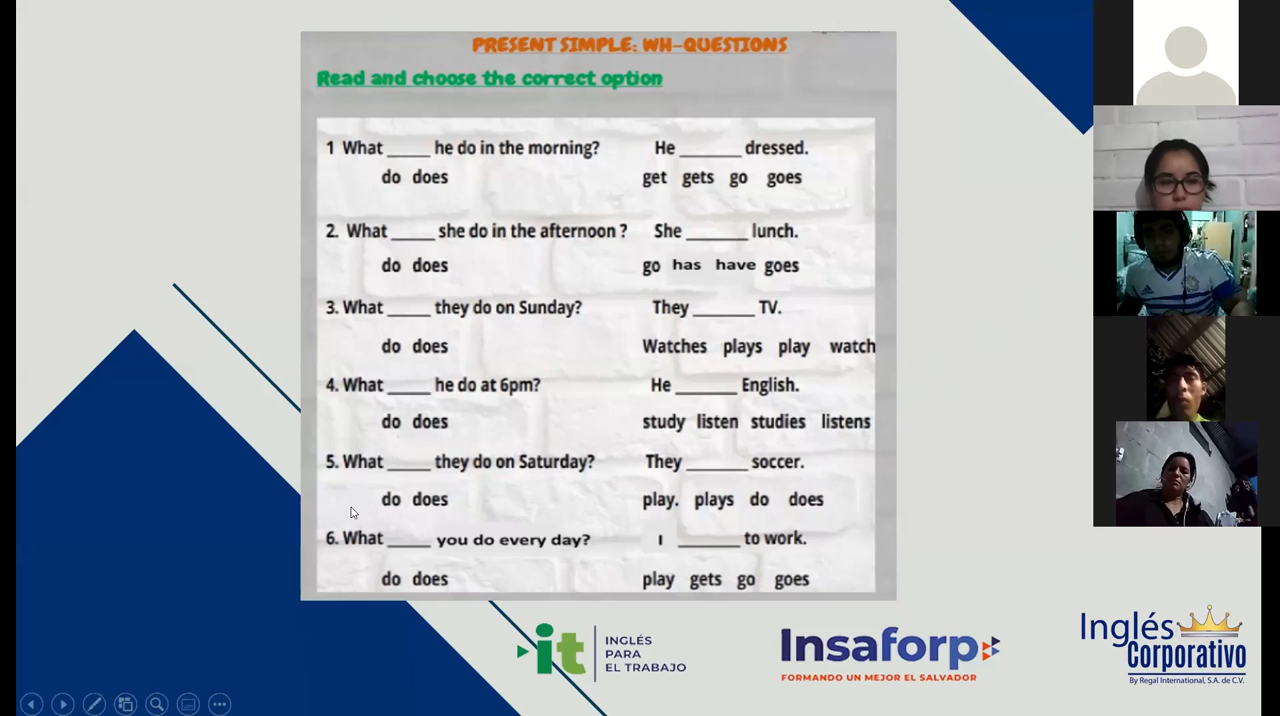 PRESENT SIMPLE: WH-QUESTIONS
Read and choose the correct option
1 What _____ he do in the morning? He _______ dressed.
do does get gets go goes
2. What _____ she do in the afternoon ? She _______ lunch.
do does go has have goes
3. What _____ they do on Sunday? They _______ TV.
do does Watches plays play watch
4. What _____ he do at 6pm? He _______ English.
do does study listen studies listens
5. What _____ they do on Saturday? They _______ soccer.
do does play. plays do does
6. What _____ you do every day? I _______ to work.
do does play gets go goes
it
INGLÉS
PARA
EL TRABAJO
Insaforp
FORMANDO UN MEJOR EL SALVADOR
Inglés
Corporativo
By Regal International, S.A. de C.V.